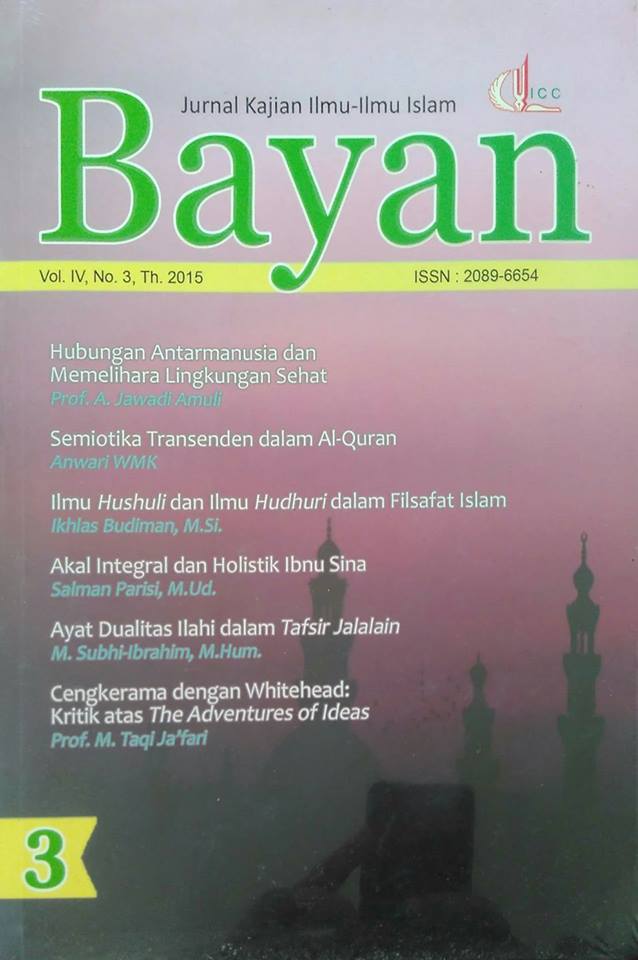 Jurnal Kajian Ilmu-Ilmu Islam
ICC
Bayan
Vol. IV, No. 3, Th. 2015
ISSN : 2089-6654
Hubungan Antarmanusia dan
Memelihara Lingkungan Sehat
Prof. A. Jawadi Amuli
Semiotika Transenden dalam Al-Quran
Anwari WMK
Ilmu Hushuli dan Ilmu Hudhuri dalam Filsafat Islam
Ikhlas Budiman, M.Si.
Akal Integral dan Holistik Ibnu Sina
Salman Parisi, M.Ud.
Ayat Dualitas Ilahi dalam Tafsir Jalalain
M. Subhi-Ibrahim, M.Hum.
Cengkerama dengan Whitehead:
Kritik atas The Adventures of Ideas
Prof. M. Taqi Ja'fari
3